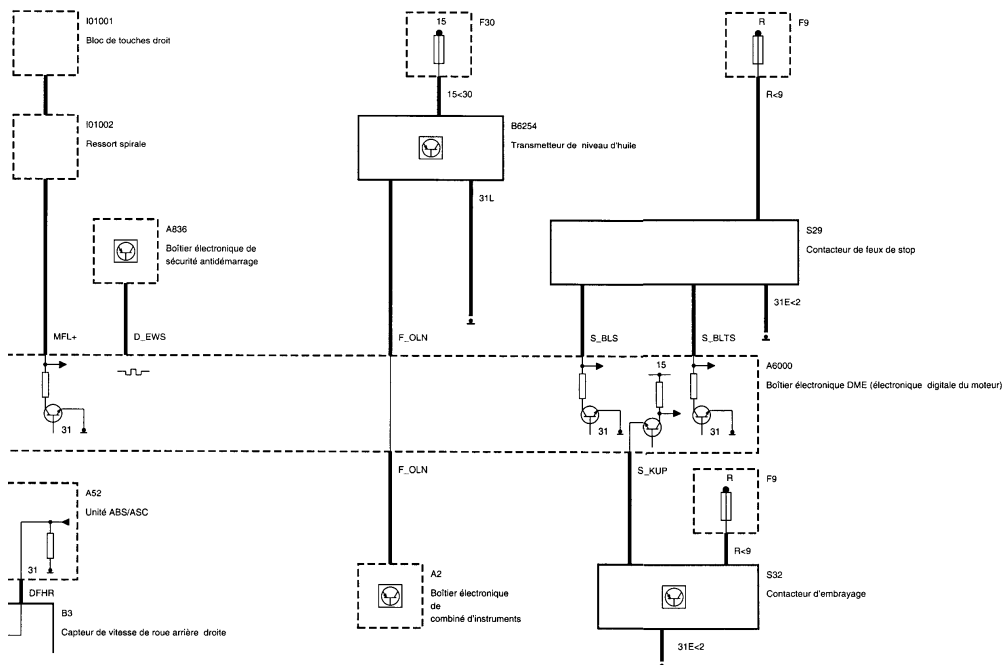 I01001
Bloc de touches droit
15
F30
R
F9
15<30
R<9
I01002
Ressort spirale
B6254
Transmetteur de niveau d'huile
31L
A836
Boîtier électronique de
sécurité antidémarrage
S29
Contacteur de feux de stop
31E<2
MFL+
D_EWS
F_OLN
S_BLS
S_BLTS
A6000
Boîtier électronique DME (électronique digitale du moteur)
15
31
31
31
F_OLN
S_KUP
R
F9
A52
Unité ABS/ASC
31
R<9
DFHR
A2
Boîtier électronique
de
combiné d'instruments
S32
Contacteur d'embrayage
B3
Capteur de vitesse de roue arrière droite
31E<2